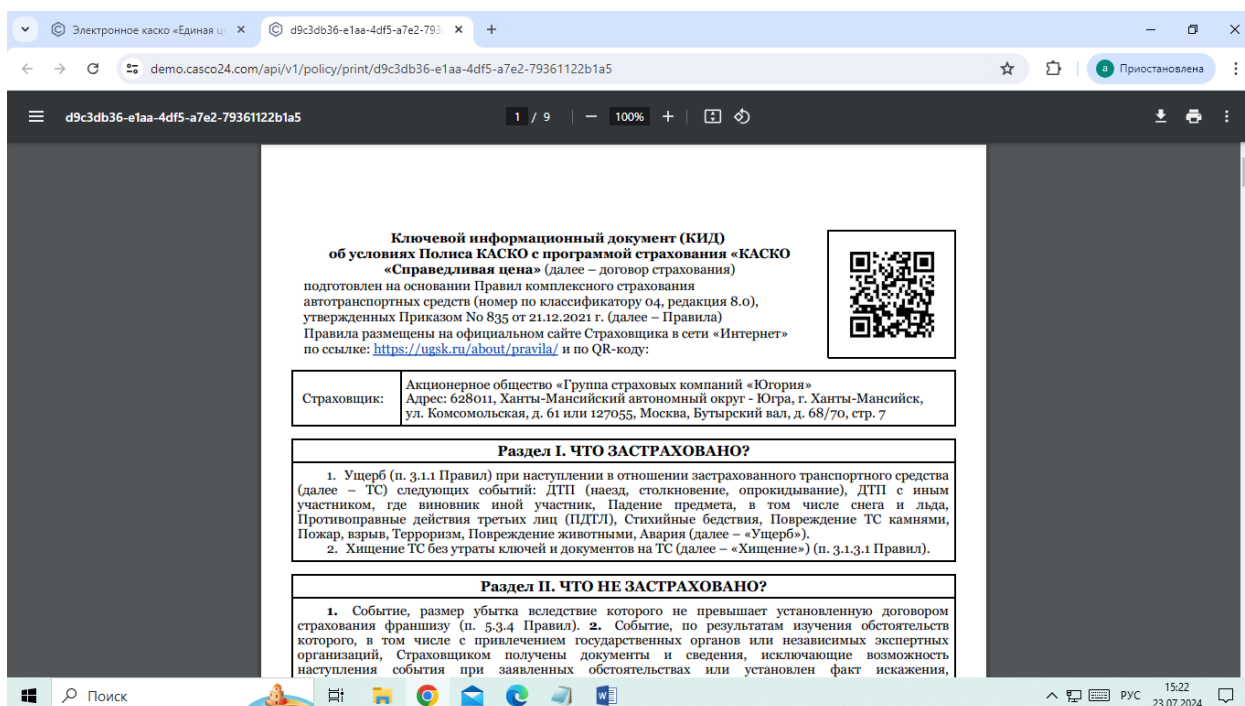 Электронное каско «Единая ц
d9c3db36-e1aa-4df5-a7e2-793
demo.casco24.com/api/v1/policy/print/d9c3db36-e1aa-4df5-a7e2-79361122b1a5
а Приостановлена
d9c3db36-e1aa-4df5-a7e2-79361122b1a5
1 / 9
100%
Ключевой информационный документ (КИД)
об условиях Полиса КАСКО с программой страхования «КАСКО
«Справедливая цена» (далее – договор страхования)
подготовлен на основании Правил комплексного страхования
автотранспортных средств (номер по классификатору 04, редакция 8.0),
утвержденных Приказом No 835 от 21.12.2021 г. (далее – Правила)
Правила размещены на официальном сайте Страховщика в сети «Интернет»
по ссылке: https://ugsk.ru/about/pravila/ и по QR-коду:
Страховщик:
Акционерное общество «Группа страховых компаний «Югория»
Адрес: 628011, Ханты-Мансийский автономный округ - Югра, г. Ханты-Мансийск,
ул. Комсомольская, д. 61 или 127055, Москва, Бутырский вал, д. 68/70, стр. 7
Раздел I. ЧТО ЗАСТРАХОВАНО?
1. Ущерб (п. 3.1.1 Правил) при наступлении в отношении застрахованного транспортного средства
(далее – ТС) следующих событий: ДТП (наезд, столкновение, опрокидывание), ДТП с иным
участником, где виновник иной участник, Падение предмета, в том числе снега и льда,
Противоправные действия третьих лиц (ПДТЛ), Стихийные бедствия, Повреждение ТС камнями,
Пожар, взрыв, Терроризм, Повреждение животными, Авария (далее – «Ущерб»).
2. Хищение ТС без утраты ключей и документов на ТС (далее – «Хищение») (п. 3.1.3.1 Правил).
Раздел II. ЧТО НЕ ЗАСТРАХОВАНО?
1. Событие, размер убытка вследствие которого не превышает установленную договором
страхования франшизу (п. 5.3.4 Правил). 2. Событие, по результатам изучения обстоятельств
которого, в том числе с привлечением государственных органов или независимых экспертных
организаций, Страховщиком получены документы и сведения, исключающие возможность
наступления события при заявленных обстоятельствах или установлен факт искажения,
Поиск
РУС
15:22
23.07.2024